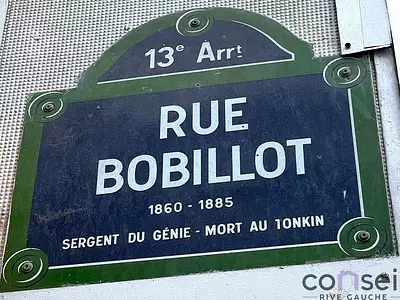 13e Arrt
RUE
BOBILLOT
1860 - 1885
SERGENT DU GÉNIE - MORT AU TONKIN
consei
RIVE GAUCHE